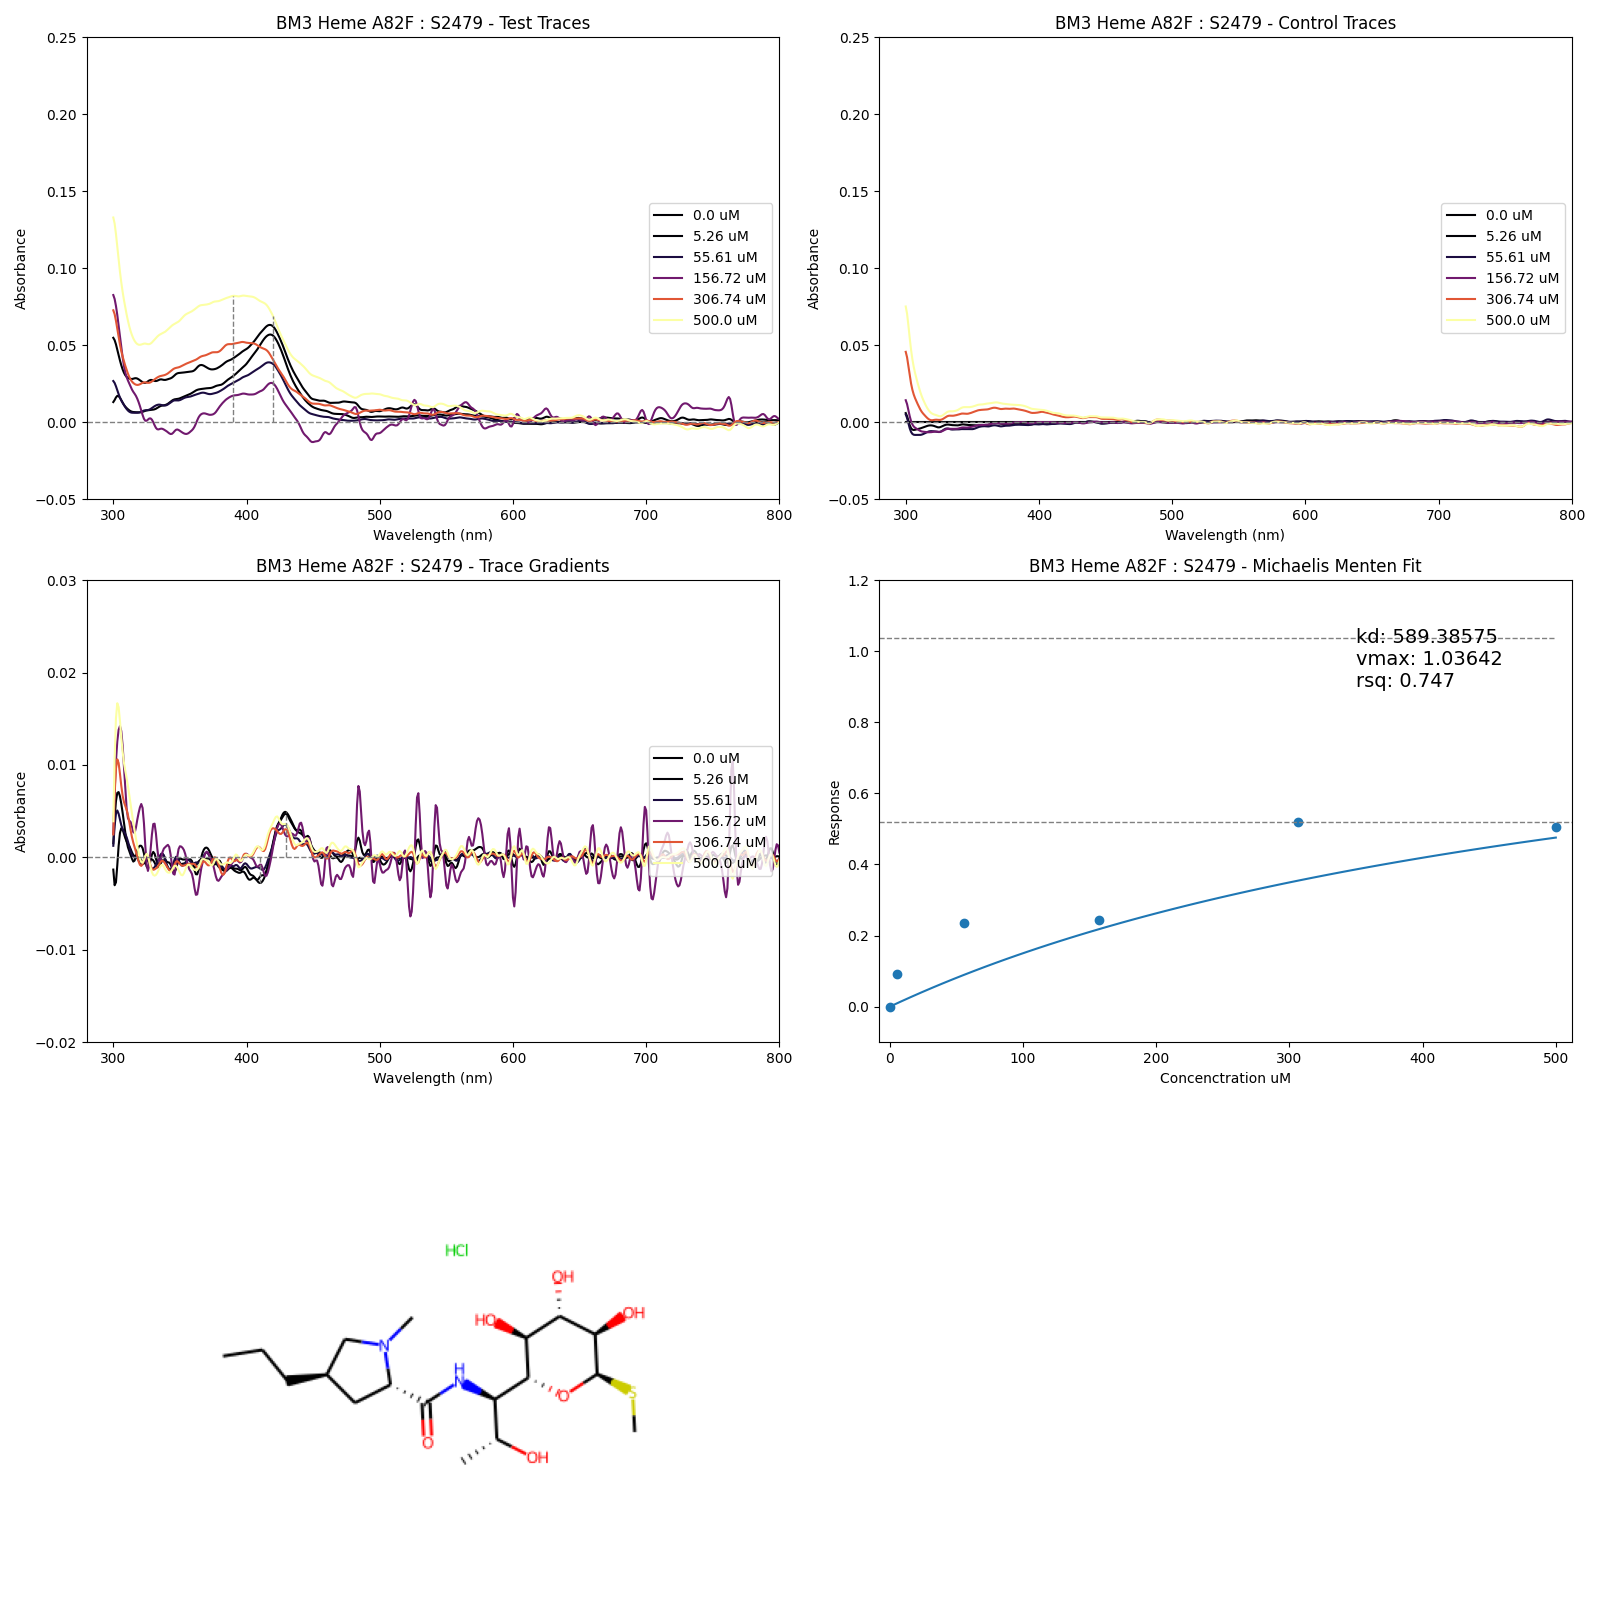 BM3 Heme A82F : S2479 - Test Traces
0.25
0.20
0.15
0.10
0.05
0.00
−0.05
Absorbance
300 400 500 600 700 800
Wavelength (nm)
0.0 uM
5.26 uM
55.61 uM
156.72 uM
306.74 uM
500.0 uM
BM3 Heme A82F : S2479 - Control Traces
0.25
0.20
0.15
0.10
0.05
0.00
−0.05
Absorbance
300 400 500 600 700 800
Wavelength (nm)
0.0 uM
5.26 uM
55.61 uM
156.72 uM
306.74 uM
500.0 uM
BM3 Heme A82F : S2479 - Trace Gradients
0.03
0.02
0.01
0.00
−0.01
−0.02
Absorbance
300 400 500 600 700 800
Wavelength (nm)
0.0 uM
5.26 uM
55.61 uM
156.72 uM
306.74 uM
500.0 uM
BM3 Heme A82F : S2479 - Michaelis Menten Fit
1.2
1.0
0.8
0.6
0.4
0.2
0.0
Response
kd: 589.38575
vmax: 1.03642
rsq: 0.747
0 100 200 300 400 500
Concenctration uM
HCl
OH
HO
OH
N
H
N
O
S
O
OH